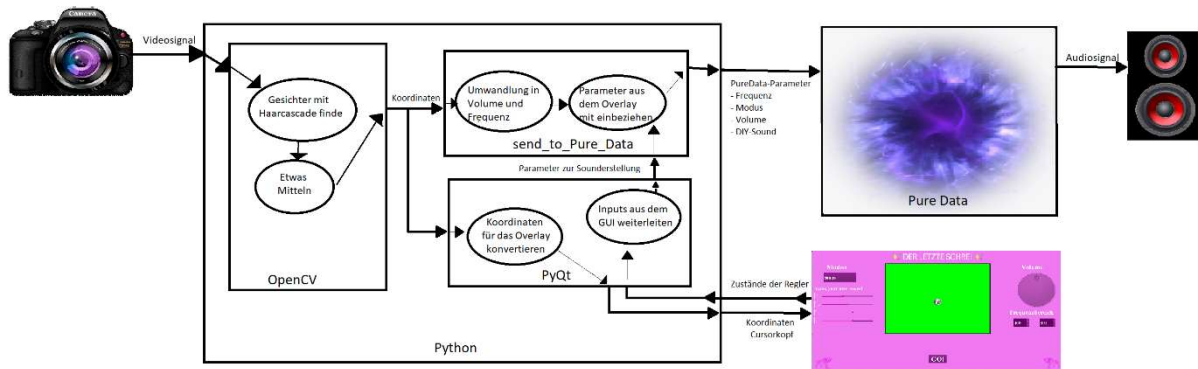 Canon
Videosignal
Gesichter mit
Haarcascade finde
Etwas
Mitteln
OpenCV
Koordinaten
Umwandlung in
Volume und
Frequenz
Parameter aus
dem Overlay
mit einbeziehen
send_to_Pure_Data
Parameter zur Sounderstellung
Koordinaten
für das Overlay
konvertieren
Inputs aus dem
GUI weiterleiten
PyQt
Python
PureData-Parameter
- Frequenz
- Modus
- Volume
- DIY-Sound
Pure Data
Audiosignal
Zustände der Regler
Koordinaten
Cursorkopf
DER LETZTE SCHREI
Volume
GO!